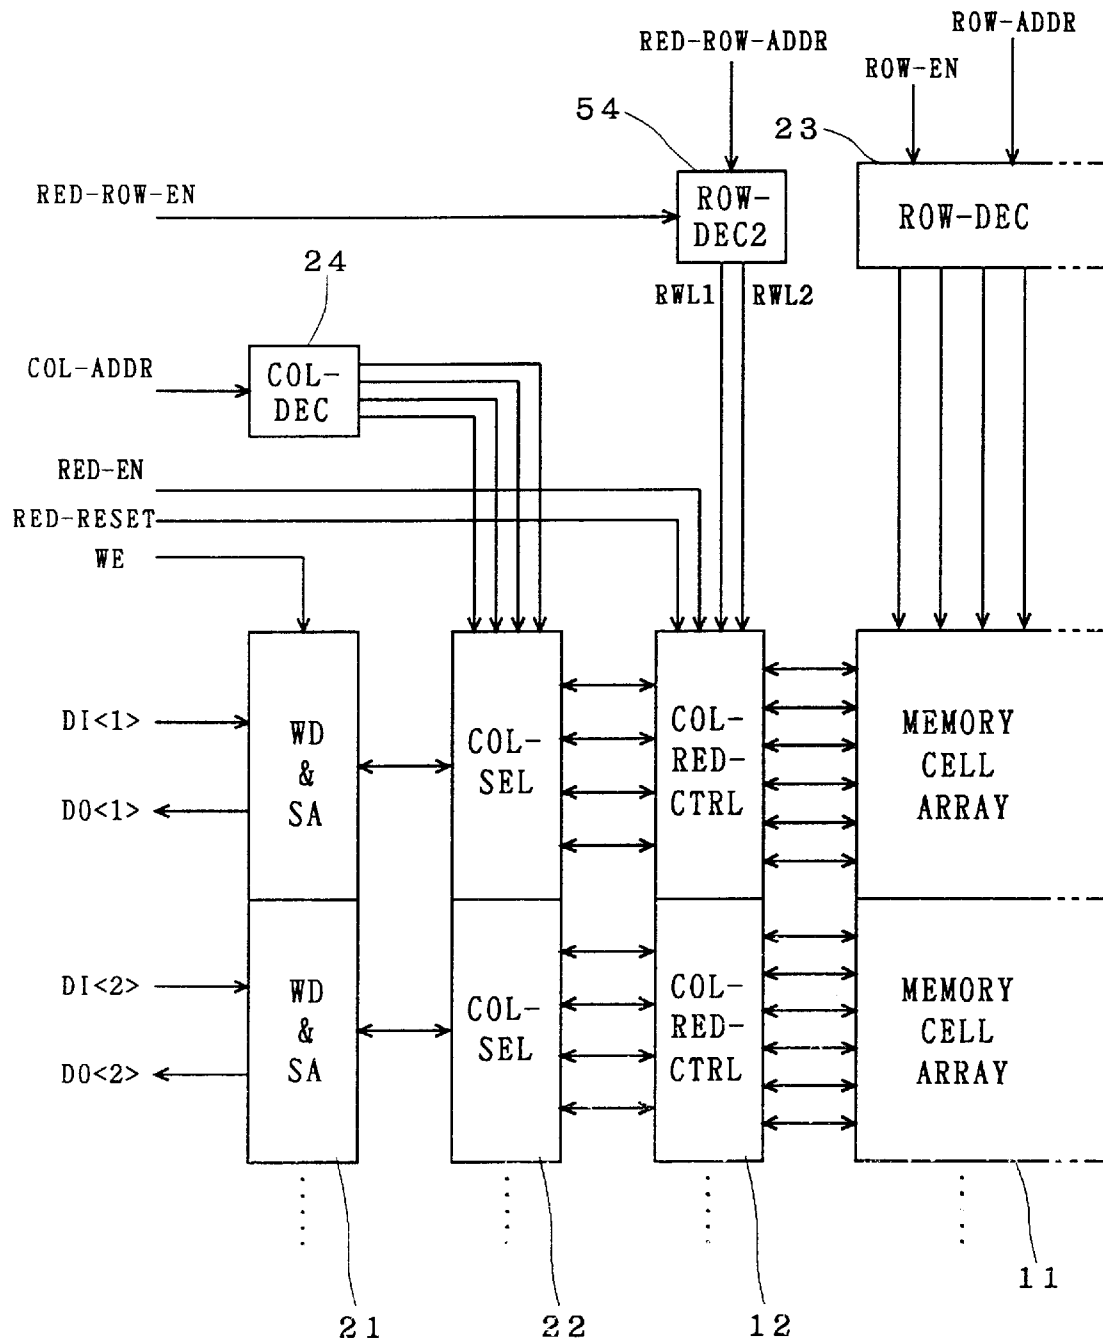 ROW-ADDR
RED-ROW-ADDR
ROW-EN
54
23
RED-ROW-EN
ROW-
DEC2
ROW-DEC
24
RWL1
RWL2
COL-ADDR
COL-
DEC
RED-EN
RED-RESET
WE
DI<1>
DO<1>
WD
&
SA
COL-
SEL
COL-
RED-
CTRL
MEMORY
CELL
ARRAY
DI<2>
DO<2>
WD
&
SA
COL-
SEL
COL-
RED-
CTRL
MEMORY
CELL
ARRAY
21
22
12
11